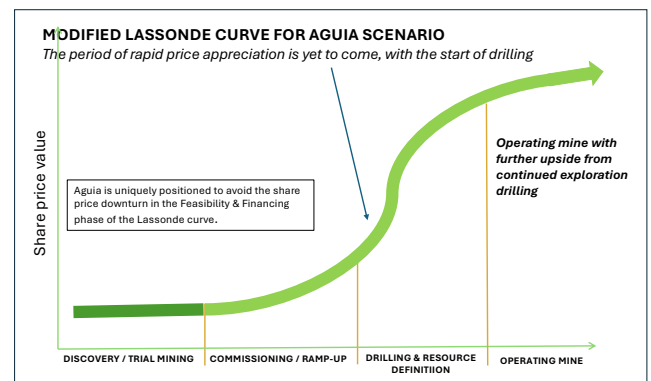 MODIFIED LASSONDE CURVE FOR AGUIA SCENARIO
The period of rapid price appreciation is yet to come, with the start of drilling
Share price value
Aguia is uniquely positioned to avoid the share
price downturn in the Feasibility & Financing
phase of the Lassonde curve.
Operating mine with
further upside from
continued exploration
drilling
DISCOVERY / TRIAL MINING
COMMISSIONING / RAMP-UP
DRILLING & RESOURCE
DEFINITIION
OPERATING MINE